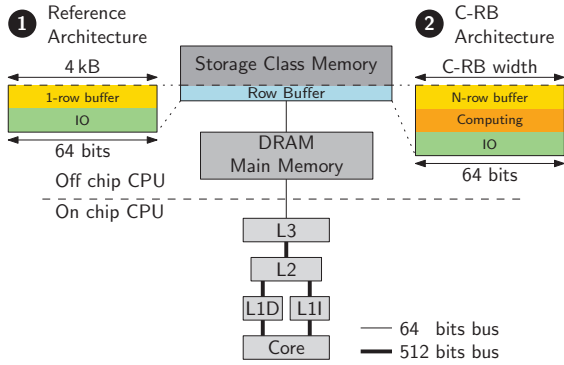 1 Reference
Architecture
4 kB
1-row buffer
IO
64 bits
Storage Class Memory
Row Buffer
2 C-RB
Architecture
C-RB width
N-row buffer
Computing
IO
64 bits
DRAM
Main Memory
Off chip CPU
On chip CPU
L3
L2
L1D L1I
Core
64 bits bus
512 bits bus